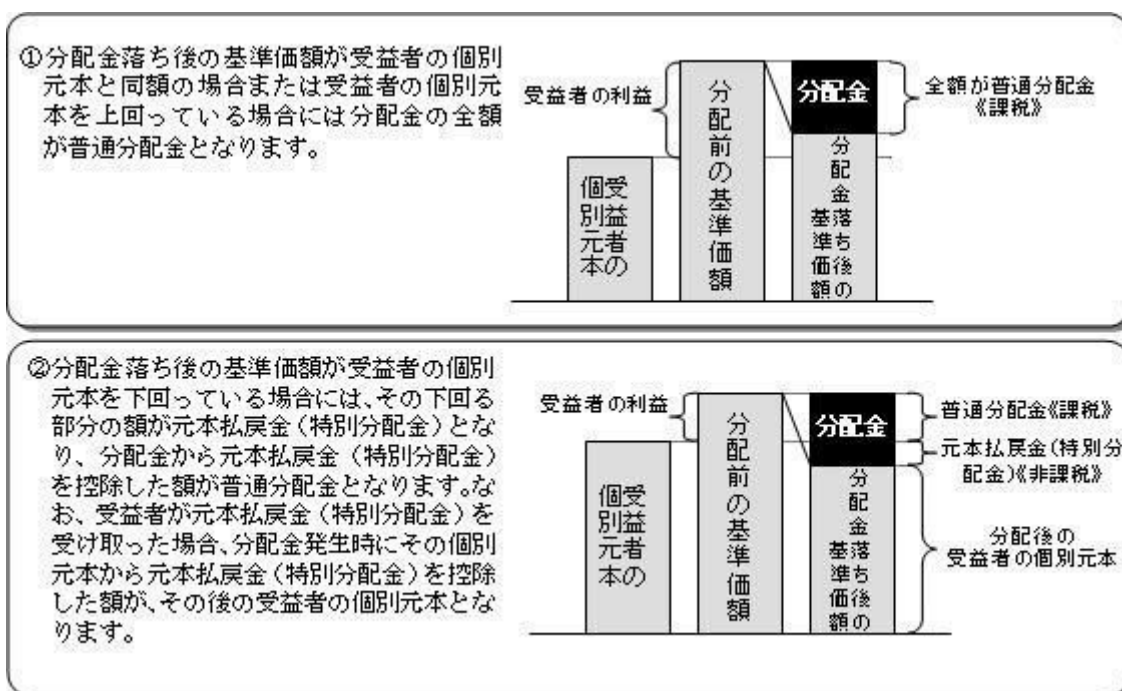 ①分配金落ち後の基準価額が受益者の個別
元本と同額の場合または受益者の個別元
本を上回っている場合には分配金の全額
が普通分配金となります。
受益者の利益
受益者の
個別元本
分配前の基準価額
分配金
分配金落ち後の
基準価額
全額が普通分配金
《課税》
②分配金落ち後の基準価額が受益者の個別
元本を下回っている場合には、その下回る
部分の額が元本払戻金（特別分配金）とな
り、分配金から元本払戻金（特別分配金）
を控除した額が普通分配金となります。な
お、受益者が元本払戻金（特別分配金）を
受け取った場合、分配金発生時にその個別
元本から元本払戻金（特別分配金）を控除
した額が、その後の受益者の個別元本とな
ります。
受益者の利益
受益者の
個別元本
分配前の基準価額
分配金
分配金落ち後の
基準価額
普通分配金《課税》
元本払戻金(特別分
配金)《非課税》
分配後の
受益者の個別元本